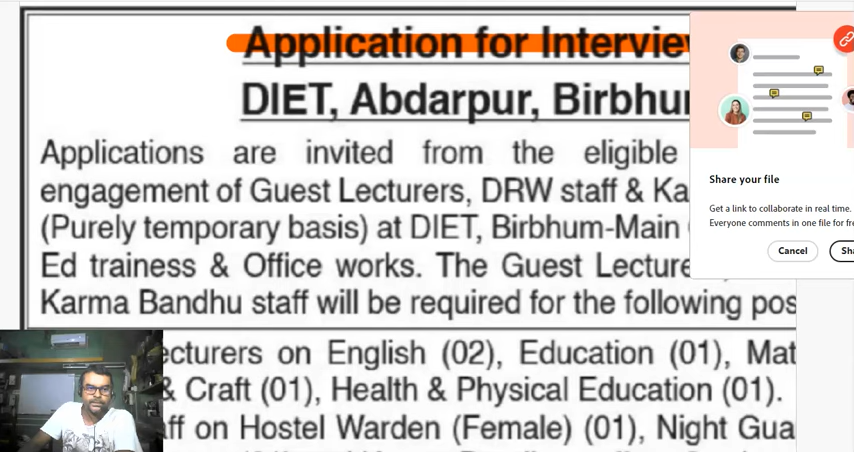 Application for Interview
DIET, Abdarpur, Birbhum
Applications are invited from the eligible
engagement of Guest Lecturers, DRW staff & Ka
(Purely temporary basis) at DIET, Birbhum-Main
Ed trainess & Office works. The Guest Lecture
Karma Bandhu staff will be required for the following pos
ecturers on English (02), Education (01), Mat
& Craft (01), Health & Physical Education (01).
ff on Hostel Warden (Female) (01), Night Gua
Share your file
Get a link to collaborate in real time.
Everyone comments in one file for fre
Cancel
Sha